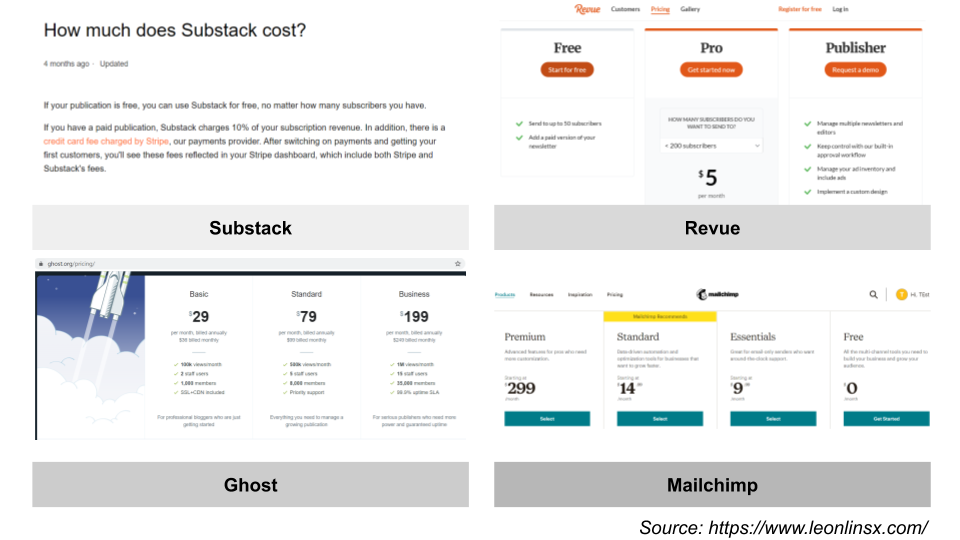 How much does Substack cost?
4 months ago · Updated
If your publication is free, you can use Substack for free, no matter how many subscribers you have.
If you have a paid publication, Substack charges 10% of your subscription revenue. In addition, there is a
credit card fee charged by Stripe, our payments provider. After switching on payments and getting your
first customers, you'll see these fees reflected in your Stripe dashboard, which include both Stripe and
Substack's fees.
Substack
Revue Customers Pricing Gallery Register for free Log in
Free
Start for free
Send to up to 50 subscribers
Add a paid version of your
newsletter
Pro
Get started now
HOW MANY SUBSCRIBERS DO YOU
WANT TO SEND TO?
< 200 subscribers
$5
per month
Publisher
Request a demo
Manage multiple newsletters and
editors
Keep control with our built-in
approval workflow
Manage your ad inventory and
include ads
Implement a custom design
Revue
ghost.org/pricing/
Basic
$29
per month, billed annually
$36 billed monthly
100k views/month
2 staff users
1,000 members
SSL+CDN included
For professional bloggers who are just
getting started
Standard
$79
per month, billed annually
$99 billed monthly
500k views/month
5 staff users
8,000 members
Priority support
Everything you need to manage a
growing publication
Business
$199
per month, billed annually
$249 billed monthly
1M views/month
15 staff users
35,000 members
99.9% uptime SLA
For serious publishers who need more
power and guaranteed uptime
Ghost
Products Resources Inspiration Pricing mailchimp T Hi, TEst
Mailchimp Recommends
Premium
Advanced features for pros who need
more customization.
Starting at
$299
/month
Select
Standard
Data-driven automation and
optimization tools for businesses that
want to grow faster.
Starting at
$14
/month
Select
Essentials
Great for email-only senders who want
around-the-clock support.
Starting at
$9
/month
Select
Free
All the multichannel tools you need to
build your business and grow your
audience.
$0
/month
Get Started
Mailchimp
Source: https://www.leonlinsx.com/